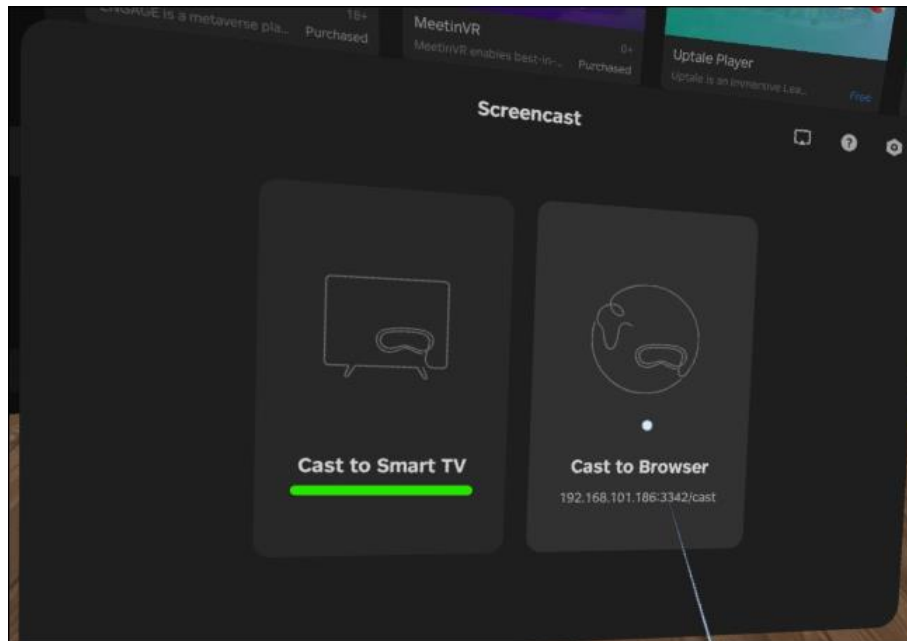 ENGAGE is a metaverse pla...
18+
Purchased
MeetinVR
MeetinVR enables best-in-...
0+
Purchased
Uptale Player
Uptale is an Immersive Lea...
Free
Screencast
Cast to Smart TV
Cast to Browser
192.168.101.186:3342/cast